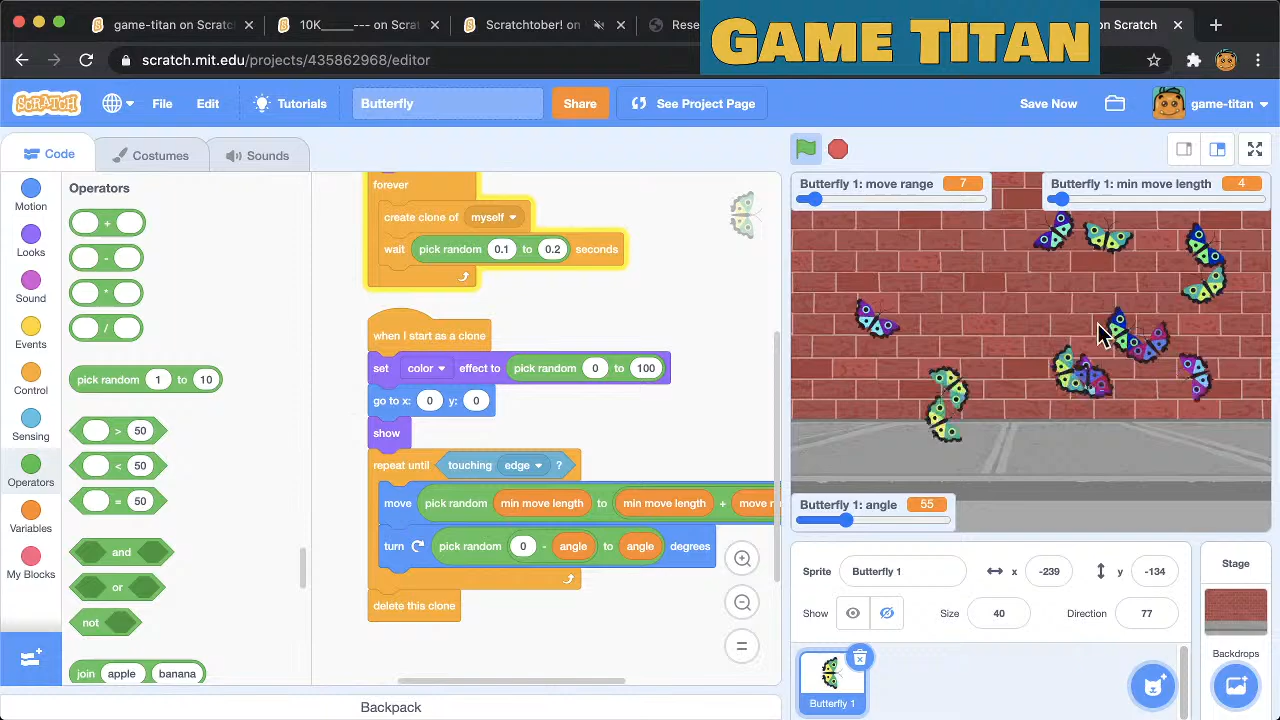 game-titan on Scratch
10K_____ --- on Scrat
Scratchtober! on
Rese
on Scratch
GAME TITAN
scratch.mit.edu/projects/435862968/editor
SCRATCH
File
Edit
Tutorials
Butterfly
Share
See Project Page
Save Now
game-titan
Code
Costumes
Sounds
Motion
Looks
Sound
Events
Control
Sensing
Operators
Variables
My Blocks
Operators
+
-
*
/
pick random 1 to 10
> 50
< 50
= 50
and
or
not
join apple banana
forever
create clone of myself
wait pick random 0.1 to 0.2 seconds
when I start as a clone
set color effect to pick random 0 to 100
go to x: 0 y: 0
show
repeat until touching edge ?
move pick random min move length to min move length + move
turn pick random 0 - angle to angle degrees
delete this clone
Backpack
Butterfly 1: move range 7
Butterfly 1: min move length 4
Butterfly 1: angle 55
Sprite Butterfly 1 x -239 y -134
Show Size 40 Direction 77
Butterfly 1
Stage
Backdrops